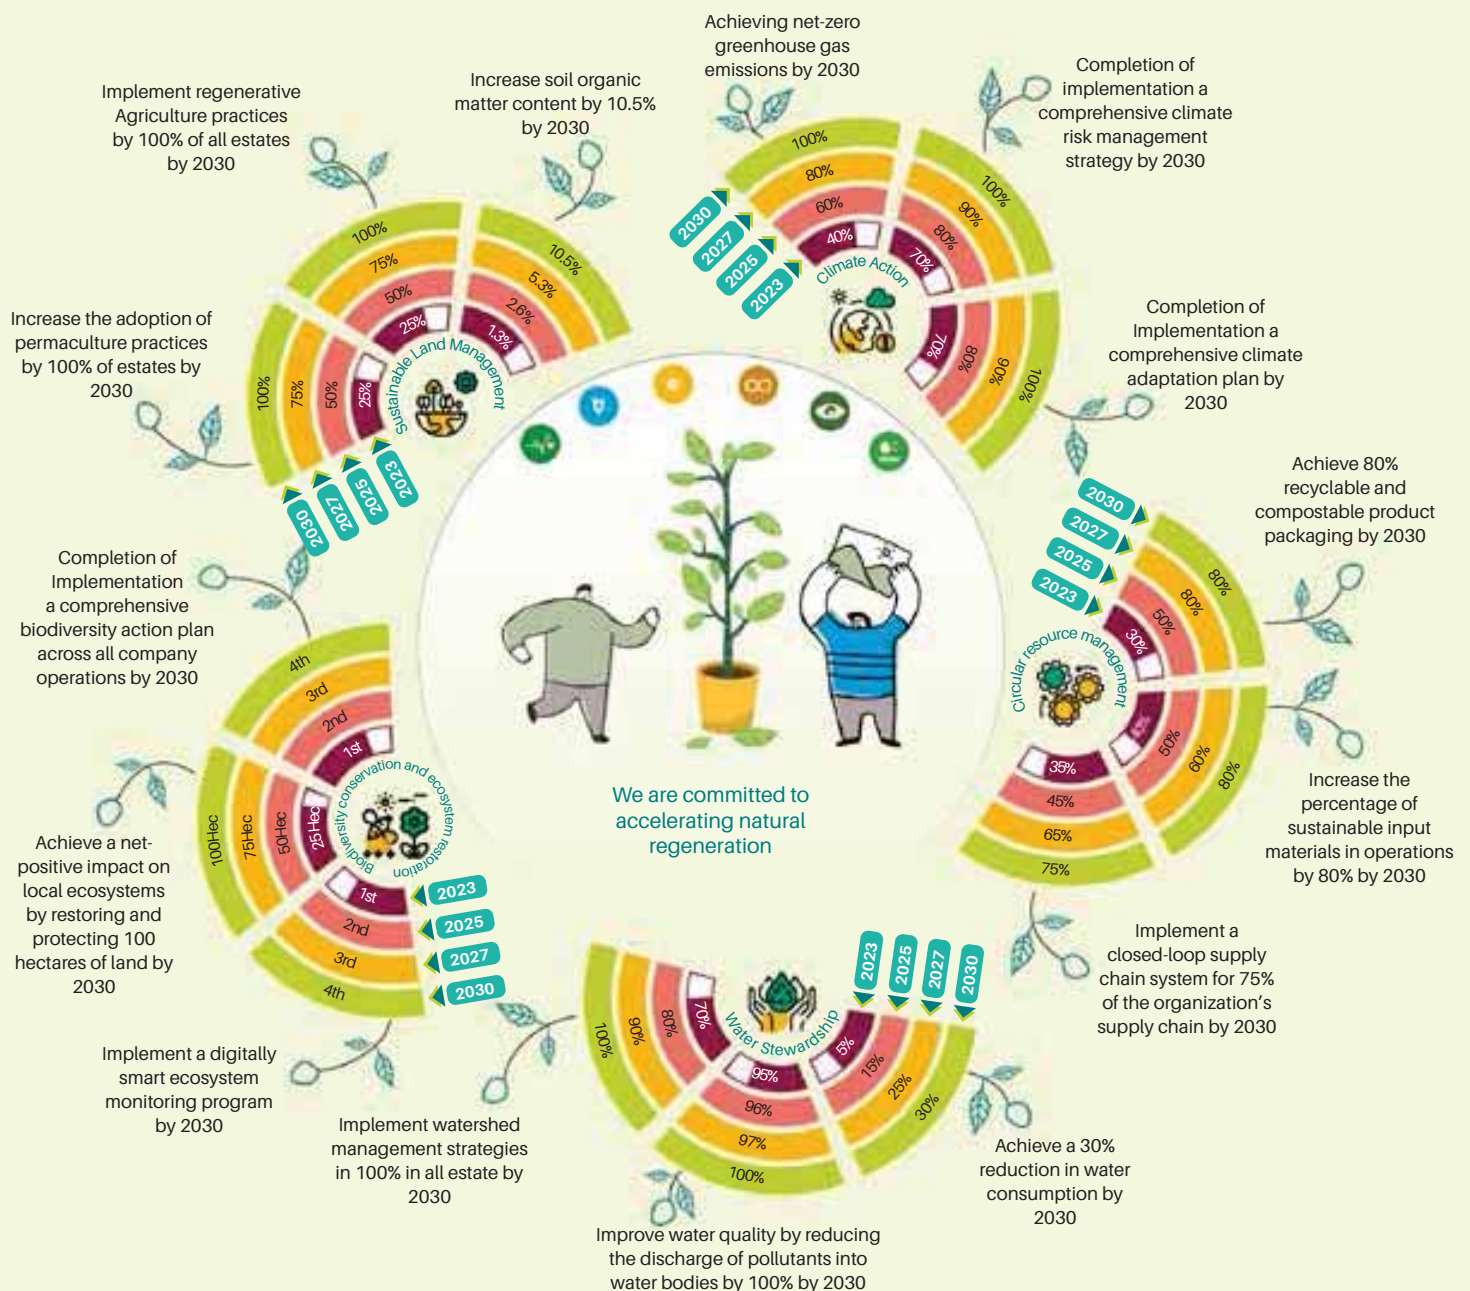 Achieving net-zero
greenhouse gas
emissions by 2030
Completion of
implementation a
comprehensive climate
risk management
strategy by 2030
Implement regenerative
Agriculture practices
by 100% of all estates
by 2030
Increase soil organic
matter content by 10.5%
by 2030
100%
80%
60%
40%
100%
90%
80%
70%
100%
90%
80%
70%
2030
2027
2025
2023
Climate Action
100%
75%
50%
25%
10.5%
5.3%
2.6%
1.3%
Increase the adoption of
permaculture practices
by 100% of estates by
2030
100%
75%
50%
25%
Sustainable Land Management
2030
2027
2025
2023
Completion of
Implementation a
comprehensive climate
adaptation plan by
2030
Achieve 80%
recyclable and
compostable product
packaging by 2030
2030
2027
2025
2023
80%
80%
50%
30%
Circular resource management
80%
60%
50%
35%
45%
65%
75%
Increase the
percentage of
sustainable input
materials in operations
by 80% by 2030
Implement a
closed-loop supply
chain system for 75%
of the organization's
supply chain by 2030
Completion of
Implementation
a comprehensive
biodiversity action plan
across all company
operations by 2030
4th
3rd
2nd
1st
100Hec
75Hec
50Hec
25Hec
Biodiversity conservation and ecosystem restoration
1st
2nd
3rd
4th
2023
2025
2027
2030
Achieve a net-
positive impact on
local ecosystems
by restoring and
protecting 100
hectares of land by
2030
Implement a digitally
smart ecosystem
monitoring program
by 2030
We are committed to
accelerating natural
regeneration
2023
2025
2027
2030
Water Stewardship
100%
90%
80%
70%
95%
96%
97%
100%
5%
15%
25%
30%
Implement watershed
management strategies
in 100% in all estate by
2030
Improve water quality by reducing
the discharge of pollutants into
water bodies by 100% by 2030
Achieve a 30%
reduction in water
consumption by
2030